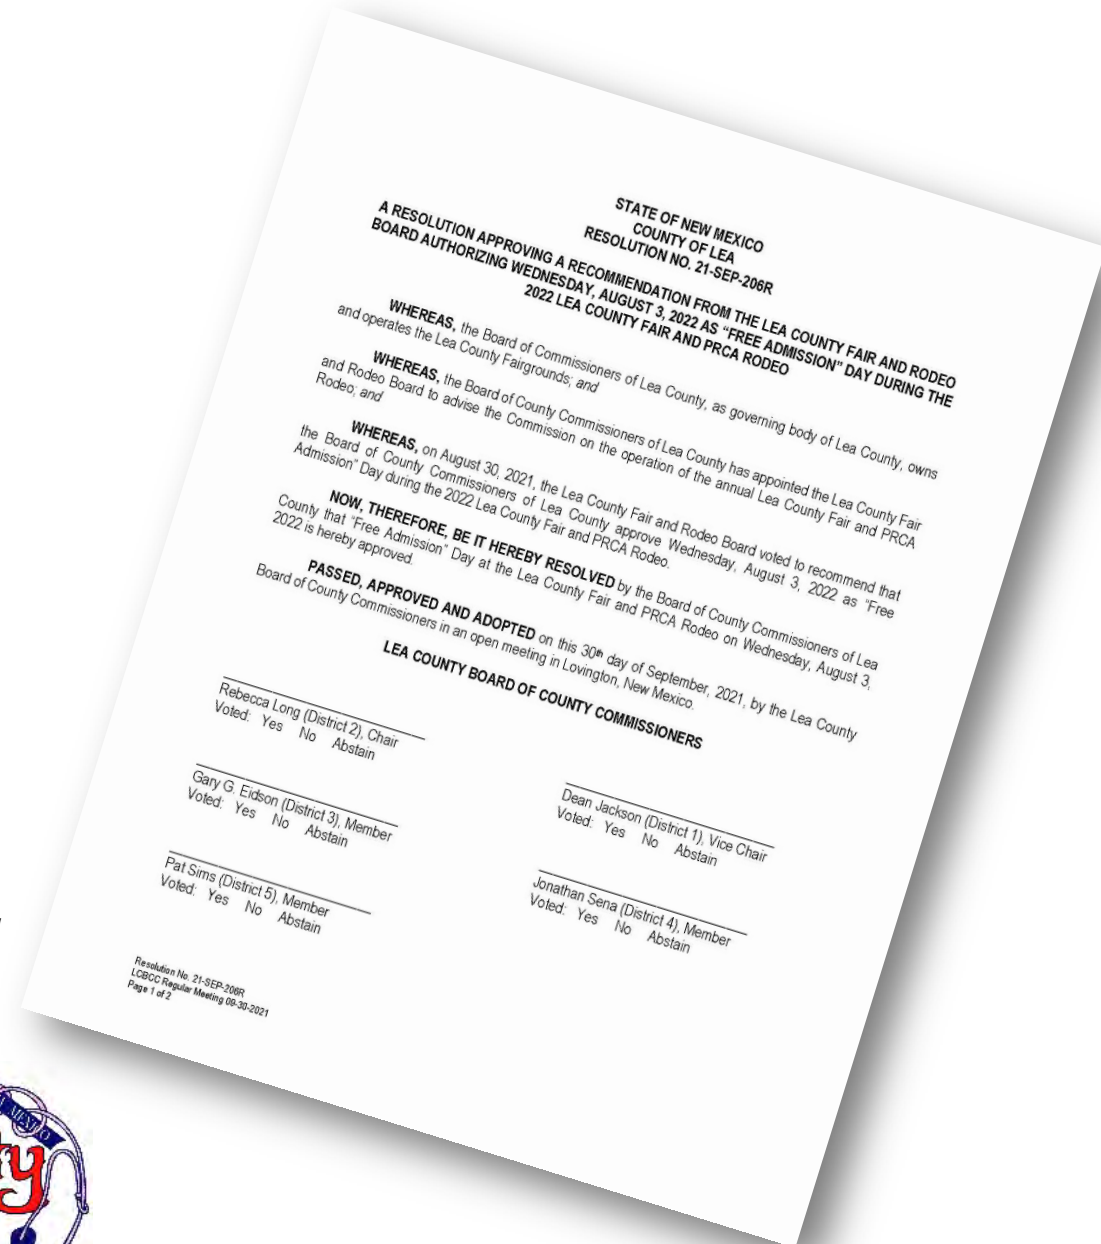 STATE OF NEW MEXICO
COUNTY OF LEA
RESOLUTION NO. 21-SEP-206R
A RESOLUTION APPROVING A RECOMMENDATION FROM THE LEA COUNTY FAIR AND RODEO
BOARD AUTHORIZING WEDNESDAY, AUGUST 3, 2022 AS “FREE ADMISSION” DAY DURING THE
2022 LEA COUNTY FAIR AND PRCA RODEO
WHEREAS, the Board of Commissioners of Lea County, as governing body of Lea County, owns
and operates the Lea County Fairgrounds; and
WHEREAS, the Board of County Commissioners of Lea County has appointed the Lea County Fair
and Rodeo Board to advise the Commission on the operation of the annual Lea County Fair and PRCA
Rodeo; and
WHEREAS, on August 30, 2021, the Lea County Fair and Rodeo Board voted to recommend that
the Board of County Commissioners of Lea County approve Wednesday, August 3, 2022 as “Free
Admission” Day during the 2022 Lea County Fair and PRCA Rodeo.
NOW, THEREFORE, BE IT HEREBY RESOLVED by the Board of County Commissioners of Lea
County that “Free Admission” Day at the Lea County Fair and PRCA Rodeo on Wednesday, August 3,
2022 is hereby approved.
PASSED, APPROVED AND ADOPTED on this 30th day of September, 2021, by the Lea County
Board of County Commissioners in an open meeting in Lovington, New Mexico.
LEA COUNTY BOARD OF COUNTY COMMISSIONERS
Rebecca Long (District 2), Chair
Voted: Yes No Abstain
Dean Jackson (District 1), Vice Chair
Voted: Yes No Abstain
Gary G. Eidson (District 3), Member
Voted: Yes No Abstain
Jonathan Sena (District 4), Member
Voted: Yes No Abstain
Pat Sims (District 5), Member
Voted: Yes No Abstain
Resolution No. 21-SEP-206R
LCBCC Regular Meeting 09-30-2021
Page 1 of 2